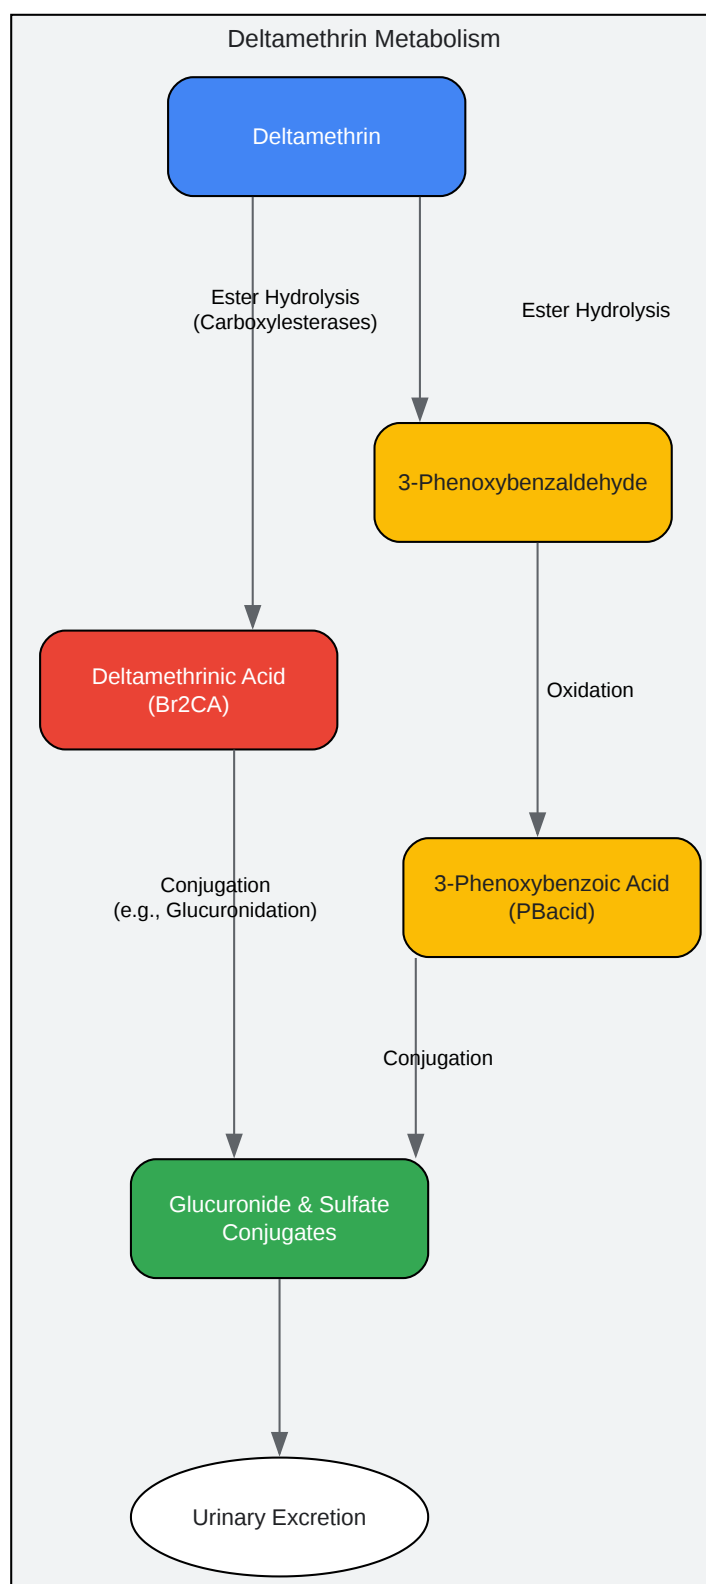 Deltamethrin Metabolism
Deltamethrin
Ester Hydrolysis
(Carboxylesterases)
Ester Hydrolysis
3-Phenoxybenzaldehyde
Deltamethrinic Acid
(Br2CA)
Oxidation
Conjugation
(e.g., Glucuronidation)
3-Phenoxybenzoic Acid
(PBacid)
Conjugation
Glucuronide & Sulfate
Conjugates
Urinary Excretion